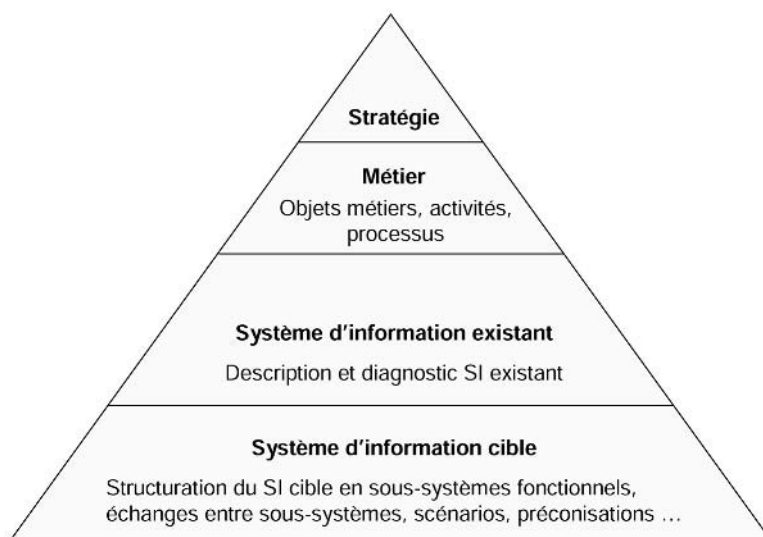 Stratégie
Métier
Objets métiers, activités,
processus
Système d'information existant
Description et diagnostic SI existant
Système d'information cible
Structuration du SI cible en sous-systèmes fonctionnels,
échanges entre sous-systèmes, scénarios, préconisations ...